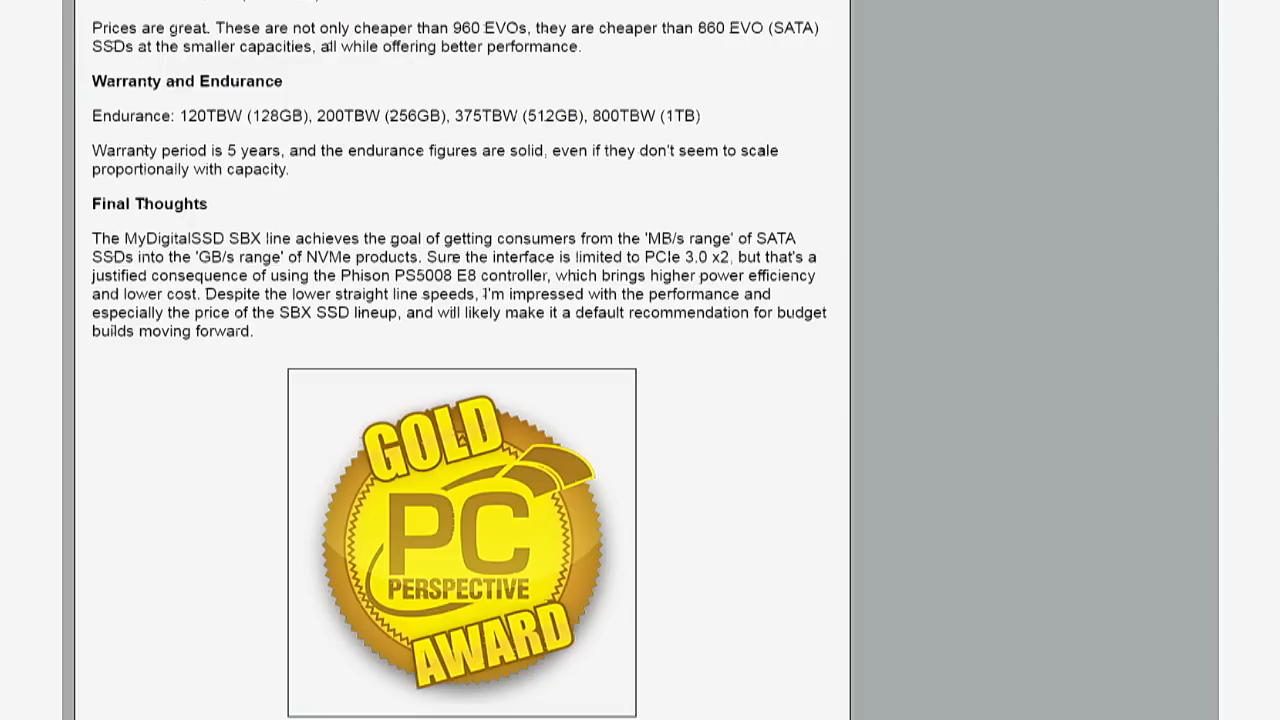 Prices are great. These are not only cheaper than 960 EVOs, they are cheaper than 860 EVO (SATA)
SSDs at the smaller capacities, all while offering better performance.
Warranty and Endurance
Endurance: 120TBW (128GB), 200TBW (256GB), 375TBW (512GB), 800TBW (1TB)
Warranty period is 5 years, and the endurance figures are solid, even if they don't seem to scale
proportionally with capacity.
Final Thoughts
The MyDigitalSSD SBX line achieves the goal of getting consumers from the 'MB/s range' of SATA
SSDs into the 'GB/s range' of NVMe products. Sure the interface is limited to PCIe 3.0 x2, but that's a
justified consequence of using the Phison PS5008 E8 controller, which brings higher power efficiency
and lower cost. Despite the lower straight line speeds, I'm impressed with the performance and
especially the price of the SBX SSD lineup, and will likely make it a default recommendation for budget
builds moving forward.
GOLD
PC
PERSPECTIVE
AWARD